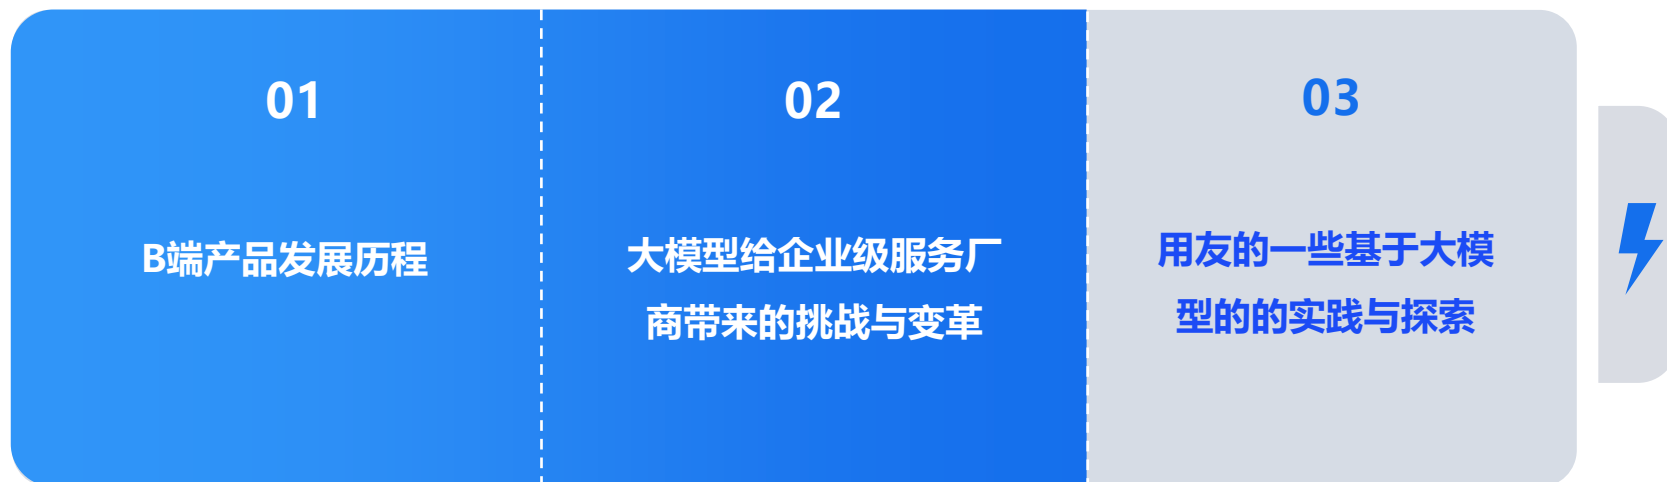 01
B端产品发展历程
02
大模型给企业级服务厂
商带来的挑战与变革
03
用友的一些基于大模
型的的实践与探索